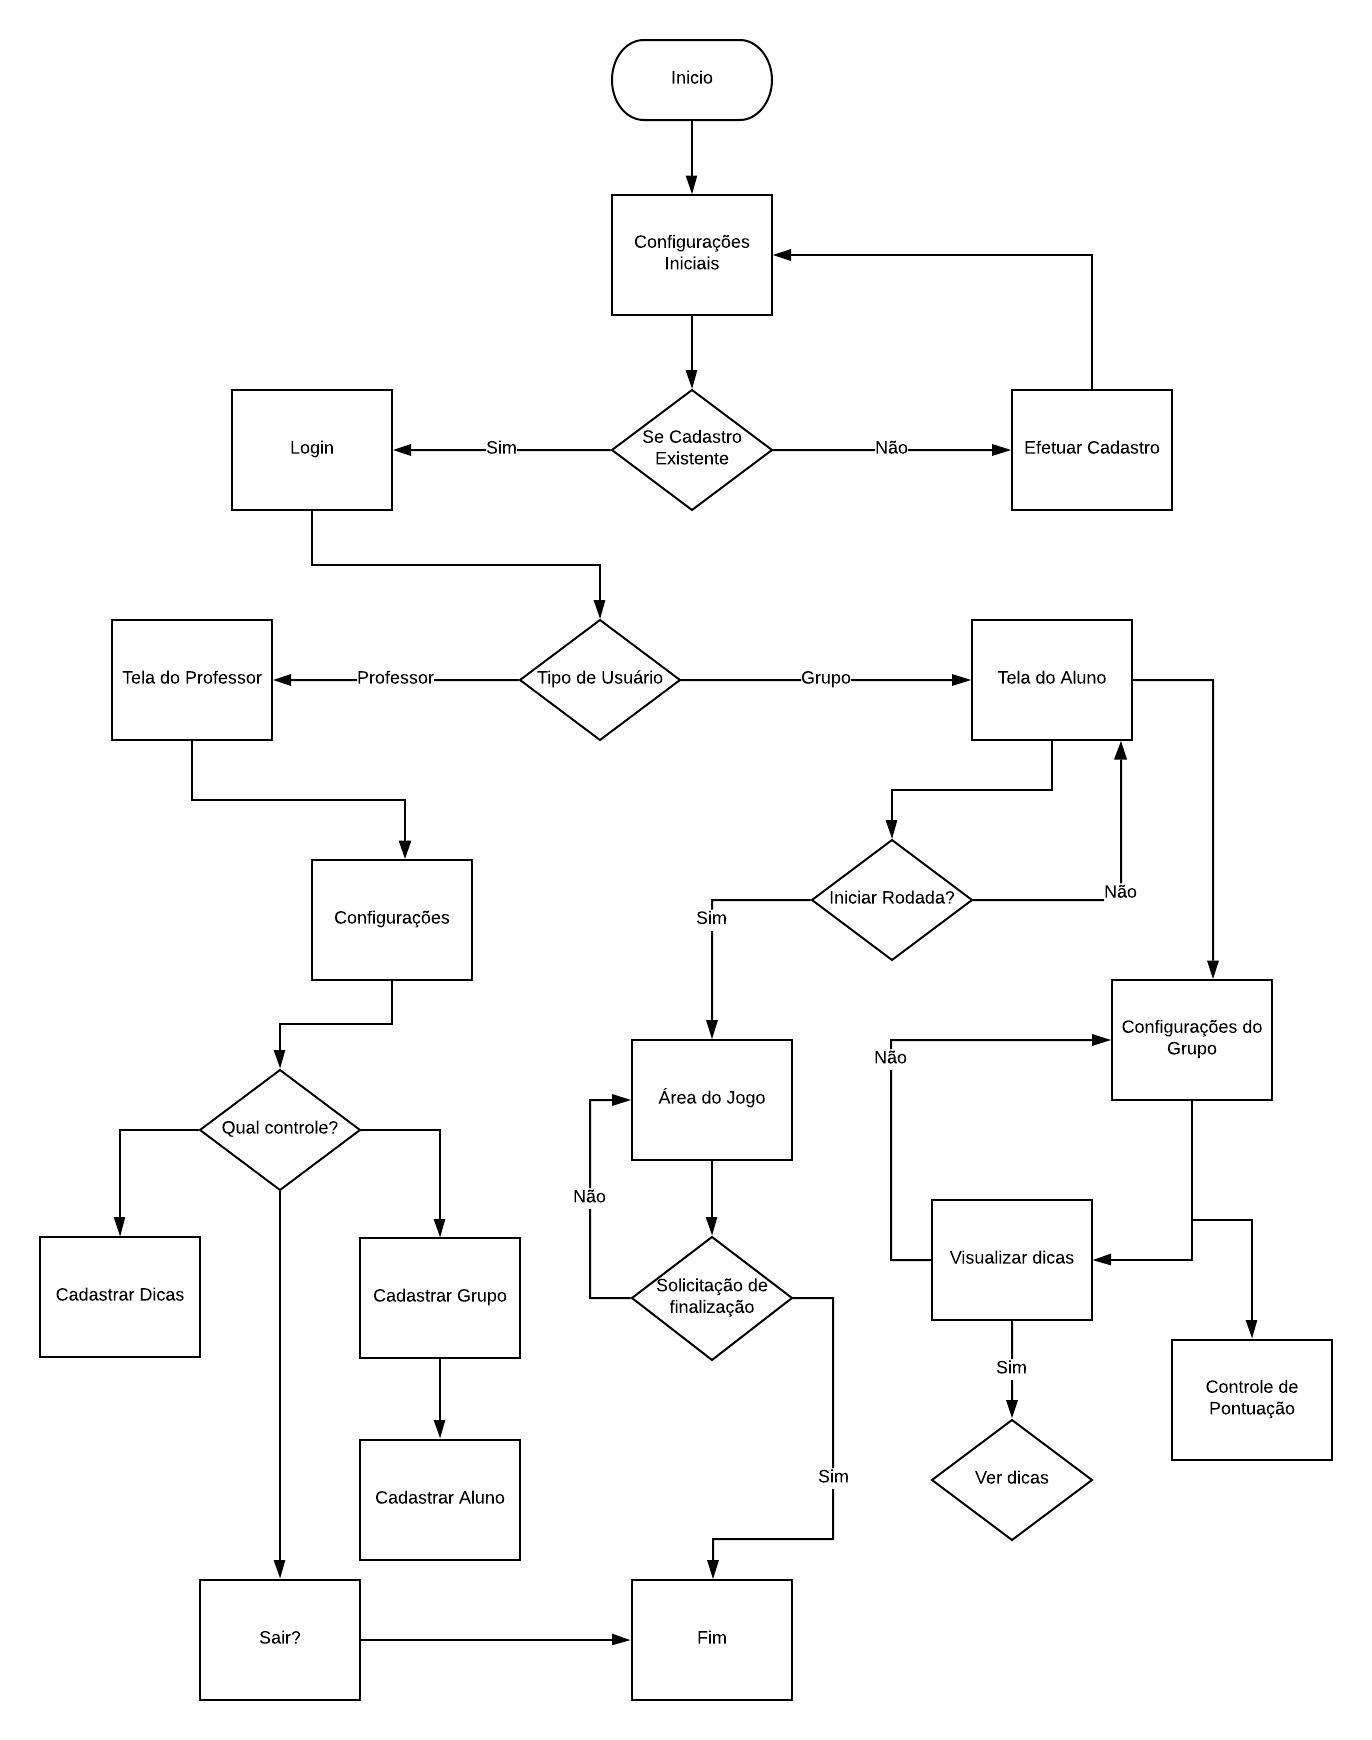 Inicio
Configurações
Iniciais
Login
Sim
Se Cadastro
Existente
Não
Efetuar Cadastro
Tela do Professor
Professor
Tipo de Usuário
Grupo
Tela do Aluno
Configurações
Iniciar Rodada?
Não
Sim
Configurações do
Grupo
Não
Área do Jogo
Qual controle?
Não
Cadastrar Dicas
Cadastrar Grupo
Solicitação de
finalização
Visualizar dicas
Sim
Controle de
Pontuação
Sim
Ver dicas
Cadastrar Aluno
Sair?
Fim